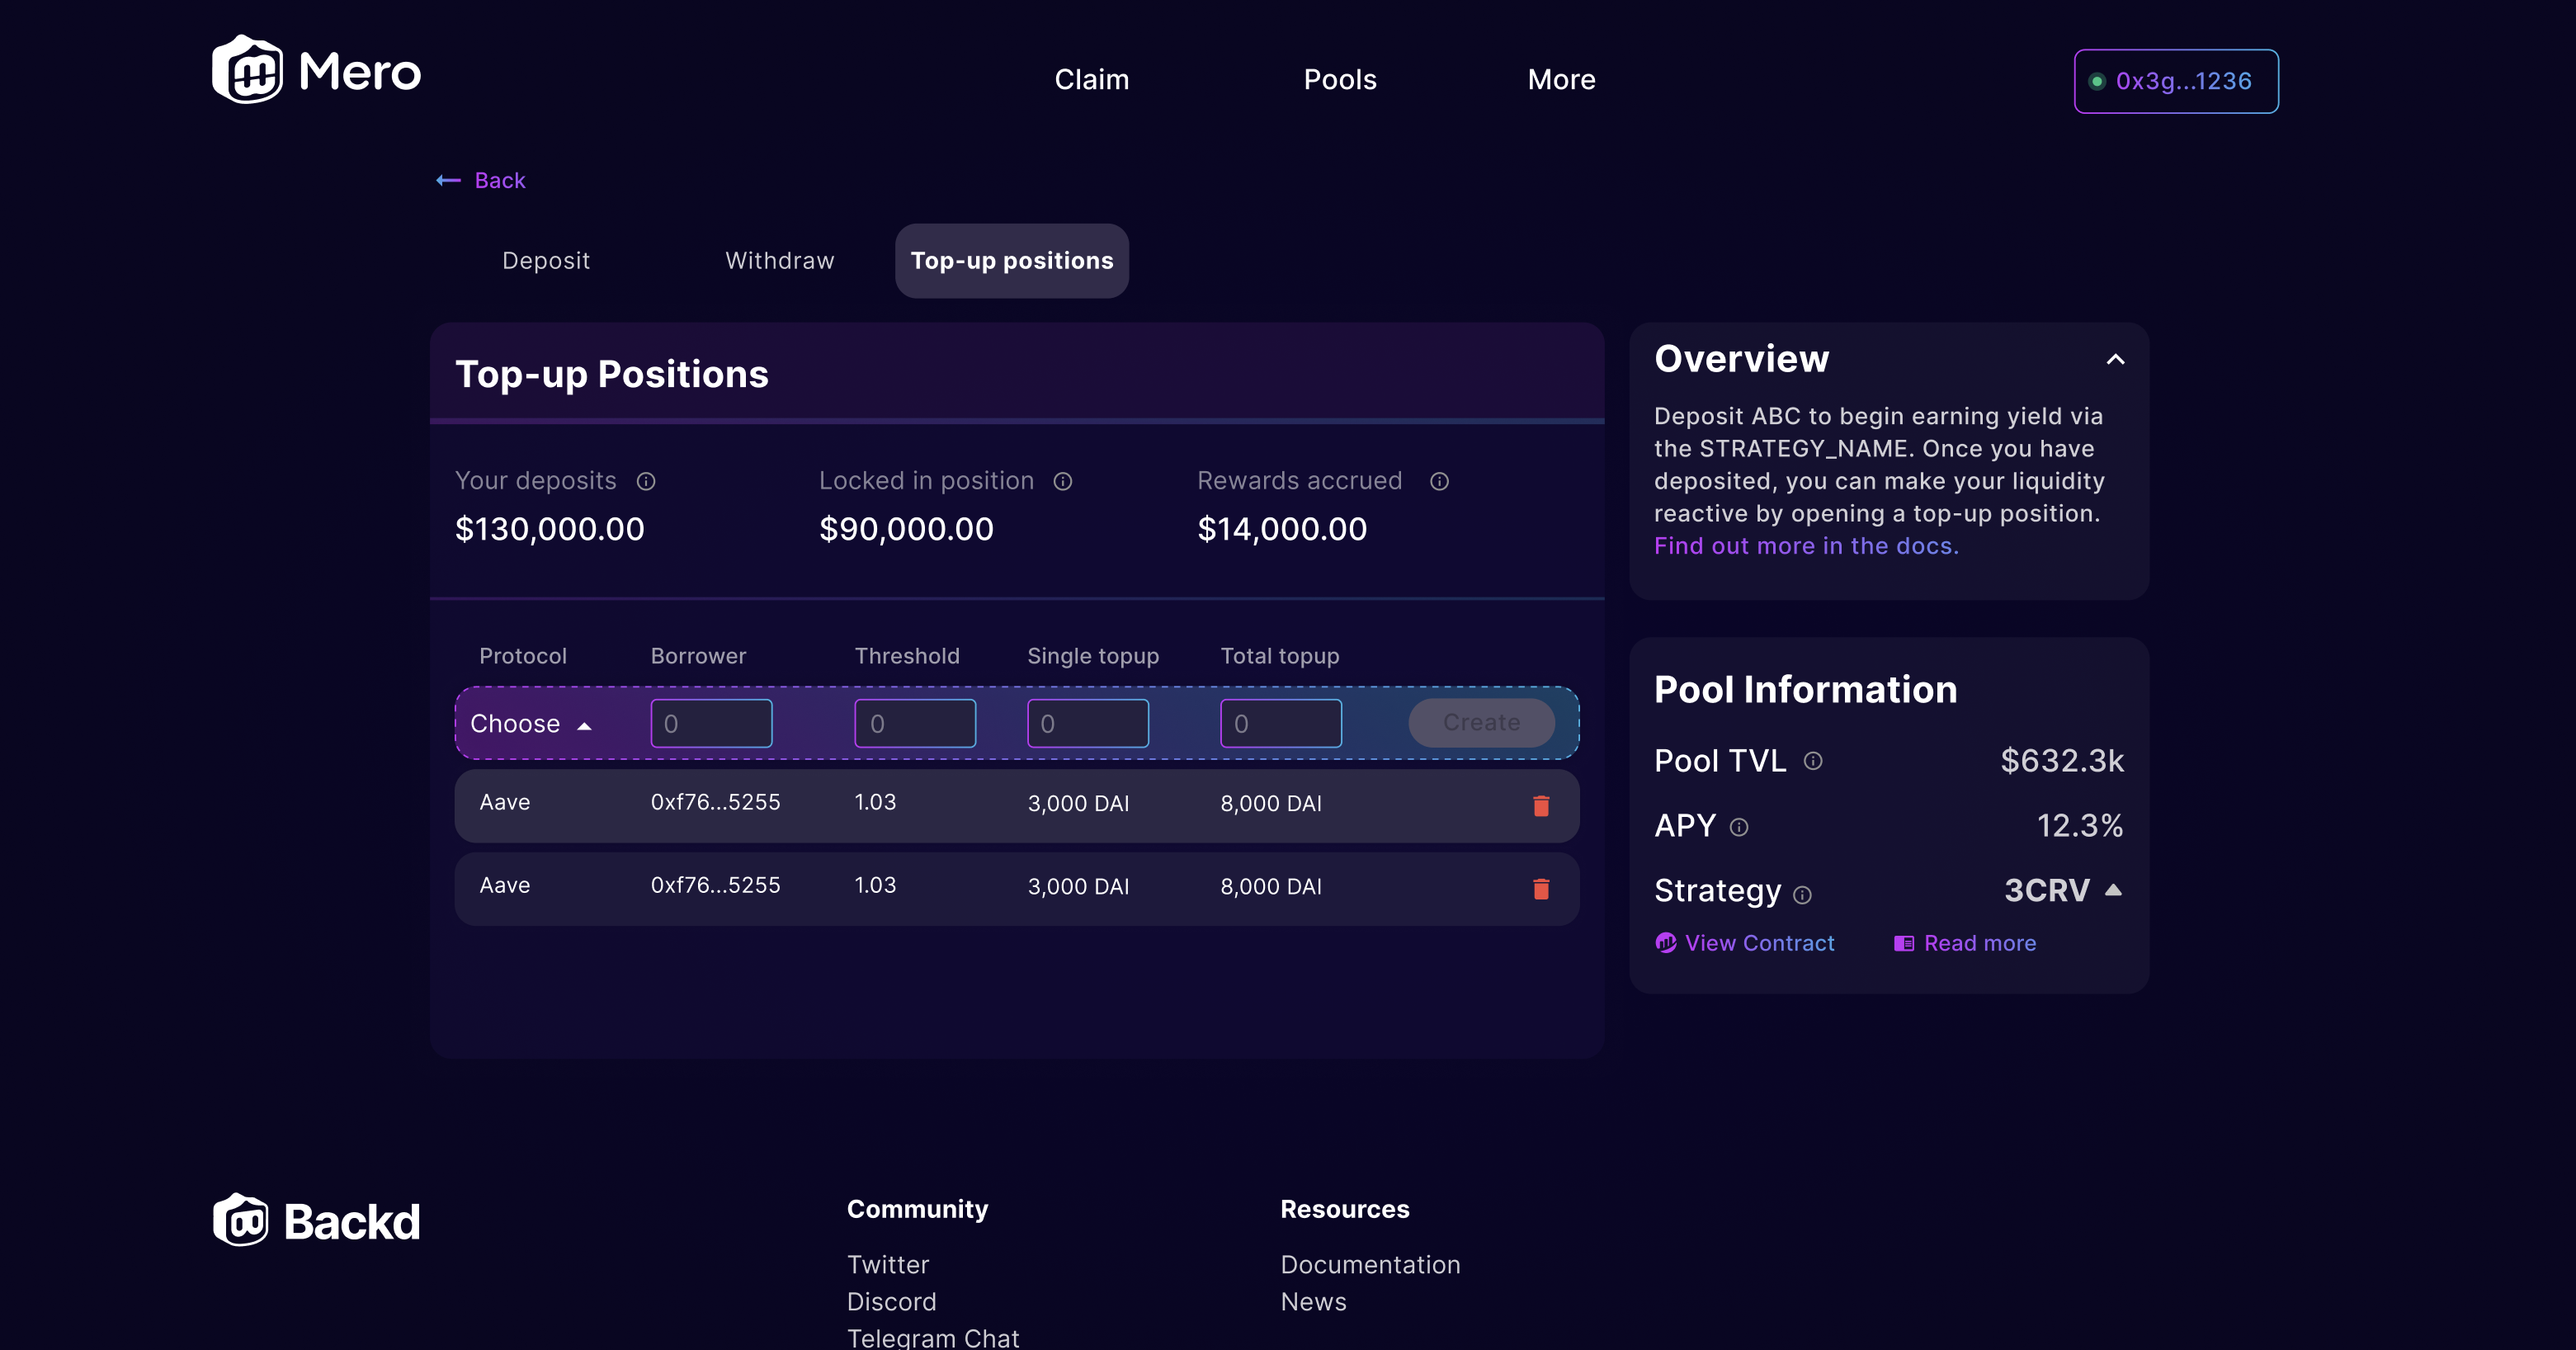 Mero
Claim Pools More
0x3g...1236
Back
Deposit Withdraw Top-up positions
Top-up Positions
Your deposits Locked in position Rewards accrued
$130,000.00 $90,000.00 $14,000.00
Protocol Borrower Threshold Single topup Total topup
Choose 0 0 0 0 Create
Aave 0xf76...5255 1.03 3,000 DAI 8,000 DAI
Aave 0xf76...5255 1.03 3,000 DAI 8,000 DAI
Overview
Deposit ABC to begin earning yield via
the STRATEGY_NAME. Once you have
deposited, you can make your liquidity
reactive by opening a top-up position.
Find out more in the docs.
Pool Information
Pool TVL $632.3k
APY 12.3%
Strategy 3CRV
View Contract Read more
Backd
Community
Twitter
Discord
Telegram Chat
Resources
Documentation
News